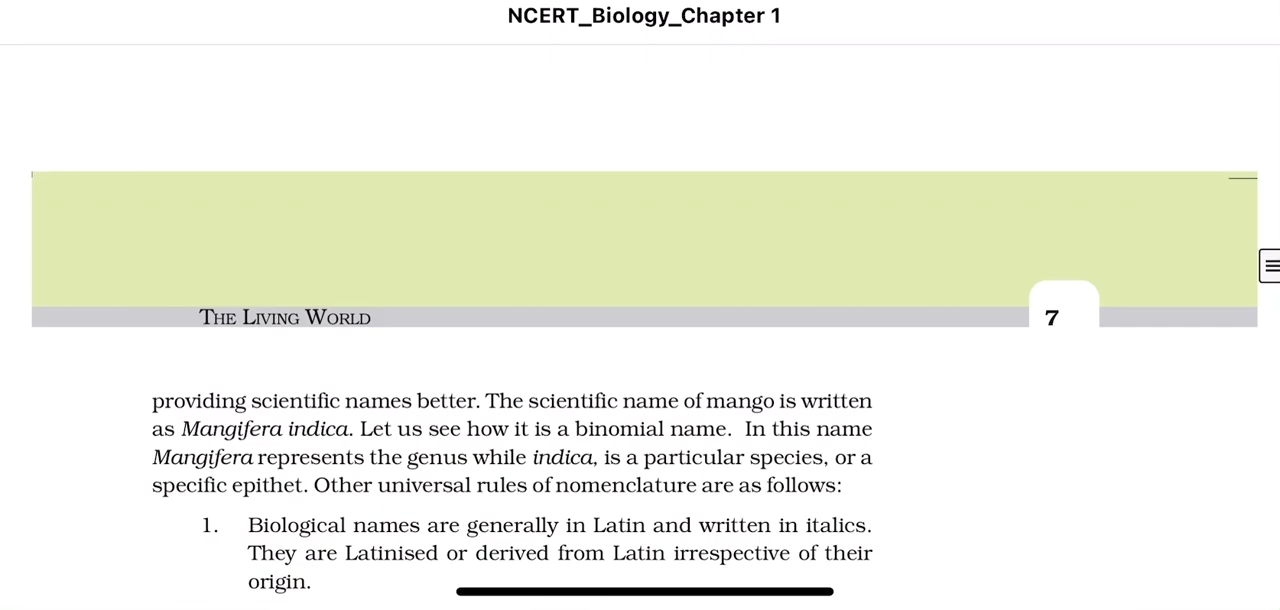 NCERT_Biology_Chapter 1
THE LIVING WORLD
7
providing scientific names better. The scientific name of mango is written
as Mangifera indica. Let us see how it is a binomial name. In this name
Mangifera represents the genus while indica, is a particular species, or a
specific epithet. Other universal rules of nomenclature are as follows:
1. Biological names are generally in Latin and written in italics.
They are Latinised or derived from Latin irrespective of their
origin.